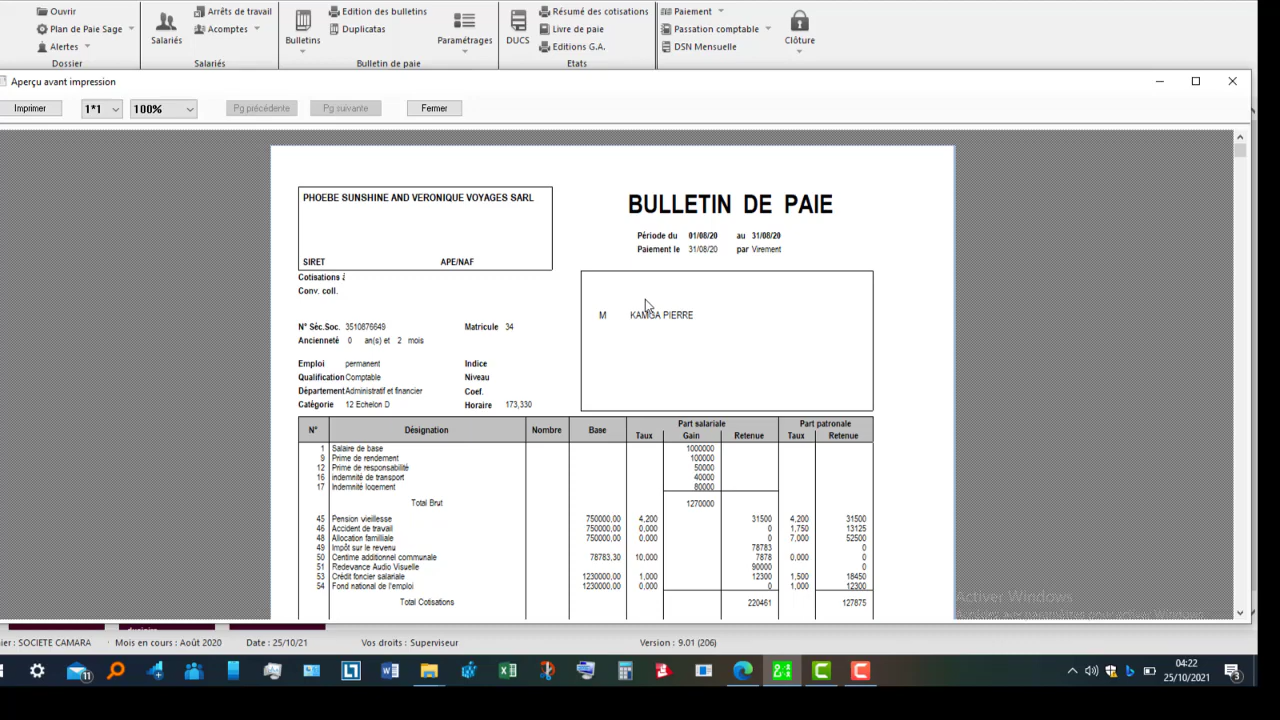 Ouvrir
Plan de Paie Sage
Alertes
Dossier
Salariés
Arrêts de travail
Acomptes
Salariés
Bulletins
Edition des bulletins
Duplicatas
Paramétrages
Bulletin de paie
DUCS
Résumé des cotisations
Livre de paie
Editions G.A.
Etats
Paiement
Passation comptable
DSN Mensuelle
Clôture
Aperçu avant impression
Imprimer 1*1 100% Pg précédente Pg suivante Fermer
PHOEBE SUNSHINE AND VERONIQUE VOYAGES SARL
SIRET APE/NAF
BULLETIN DE PAIE
Période du 01/08/20 au 31/08/20
Paiement le 31/08/20 par Virement
Cotisations à
Conv. coll.
M KAMGA PIERRE
N° Séc.Soc. 3510876649 Matricule 34
Ancienneté 0 an(s) et 2 mois
Emploi permanent Indice
Qualification Comptable Niveau
Département Administratif et financier Coef.
Catégorie 12 Echelon D Horaire 173,330
N° Désignation Nombre Base Part salariale Part patronale
Taux Gain Retenue Taux Retenue
1 Salaire de base 1000000
9 Prime de rendement 100000
12 Prime de responsabilité 50000
16 indemnité de transport 40000
17 Indemnité logement 80000
Total Brut 1270000
45 Pension vieillesse 750000,00 4,200 31500 4,200 31500
46 Accident de travail 750000,00 0,000 0 1,750 13125
48 Allocation familliale 750000,00 0,000 0 7,000 52500
49 Impôt sur le revenu 78783 0
50 Centime additionnel communale 78783,30 10,000 7878 0,000 0
51 Redevance Audio Visuelle 90000 0
53 Crédit foncier salariale 1230000,00 1,000 12300 1,500 18450
54 Fond national de l'emploi 1230000,00 0,000 0 1,000 12300
Total Cotisations 220461 127875
Activer Windows
ier : SOCIETE CAMARA Mois en cours : Août 2020 Date : 25/10/21 Vos droits : Superviseur Version : 9.01 (206)
11
04:22
25/10/2021
3